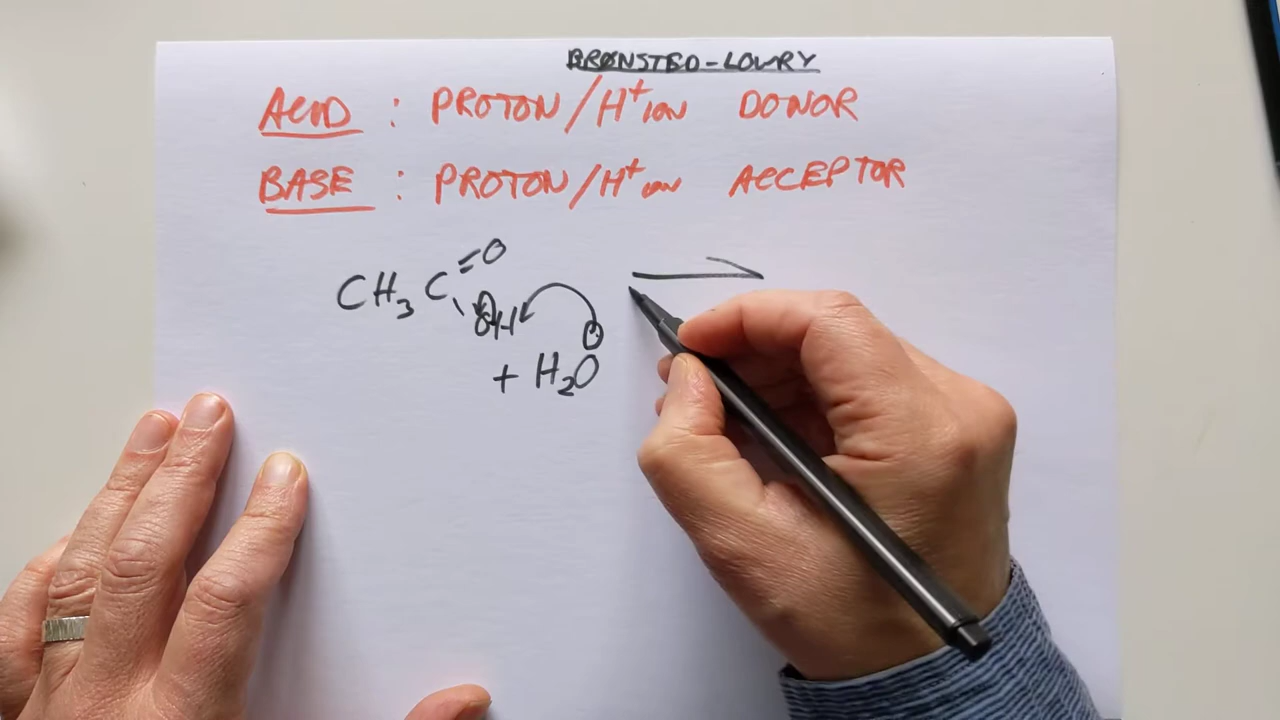 BRØNSTED-LOWRY
ACID : PROTON/H⁺ ION DONOR
BASE : PROTON/H⁺ ION ACCEPTOR
=O
CH₃C
\ OH
+ H₂O